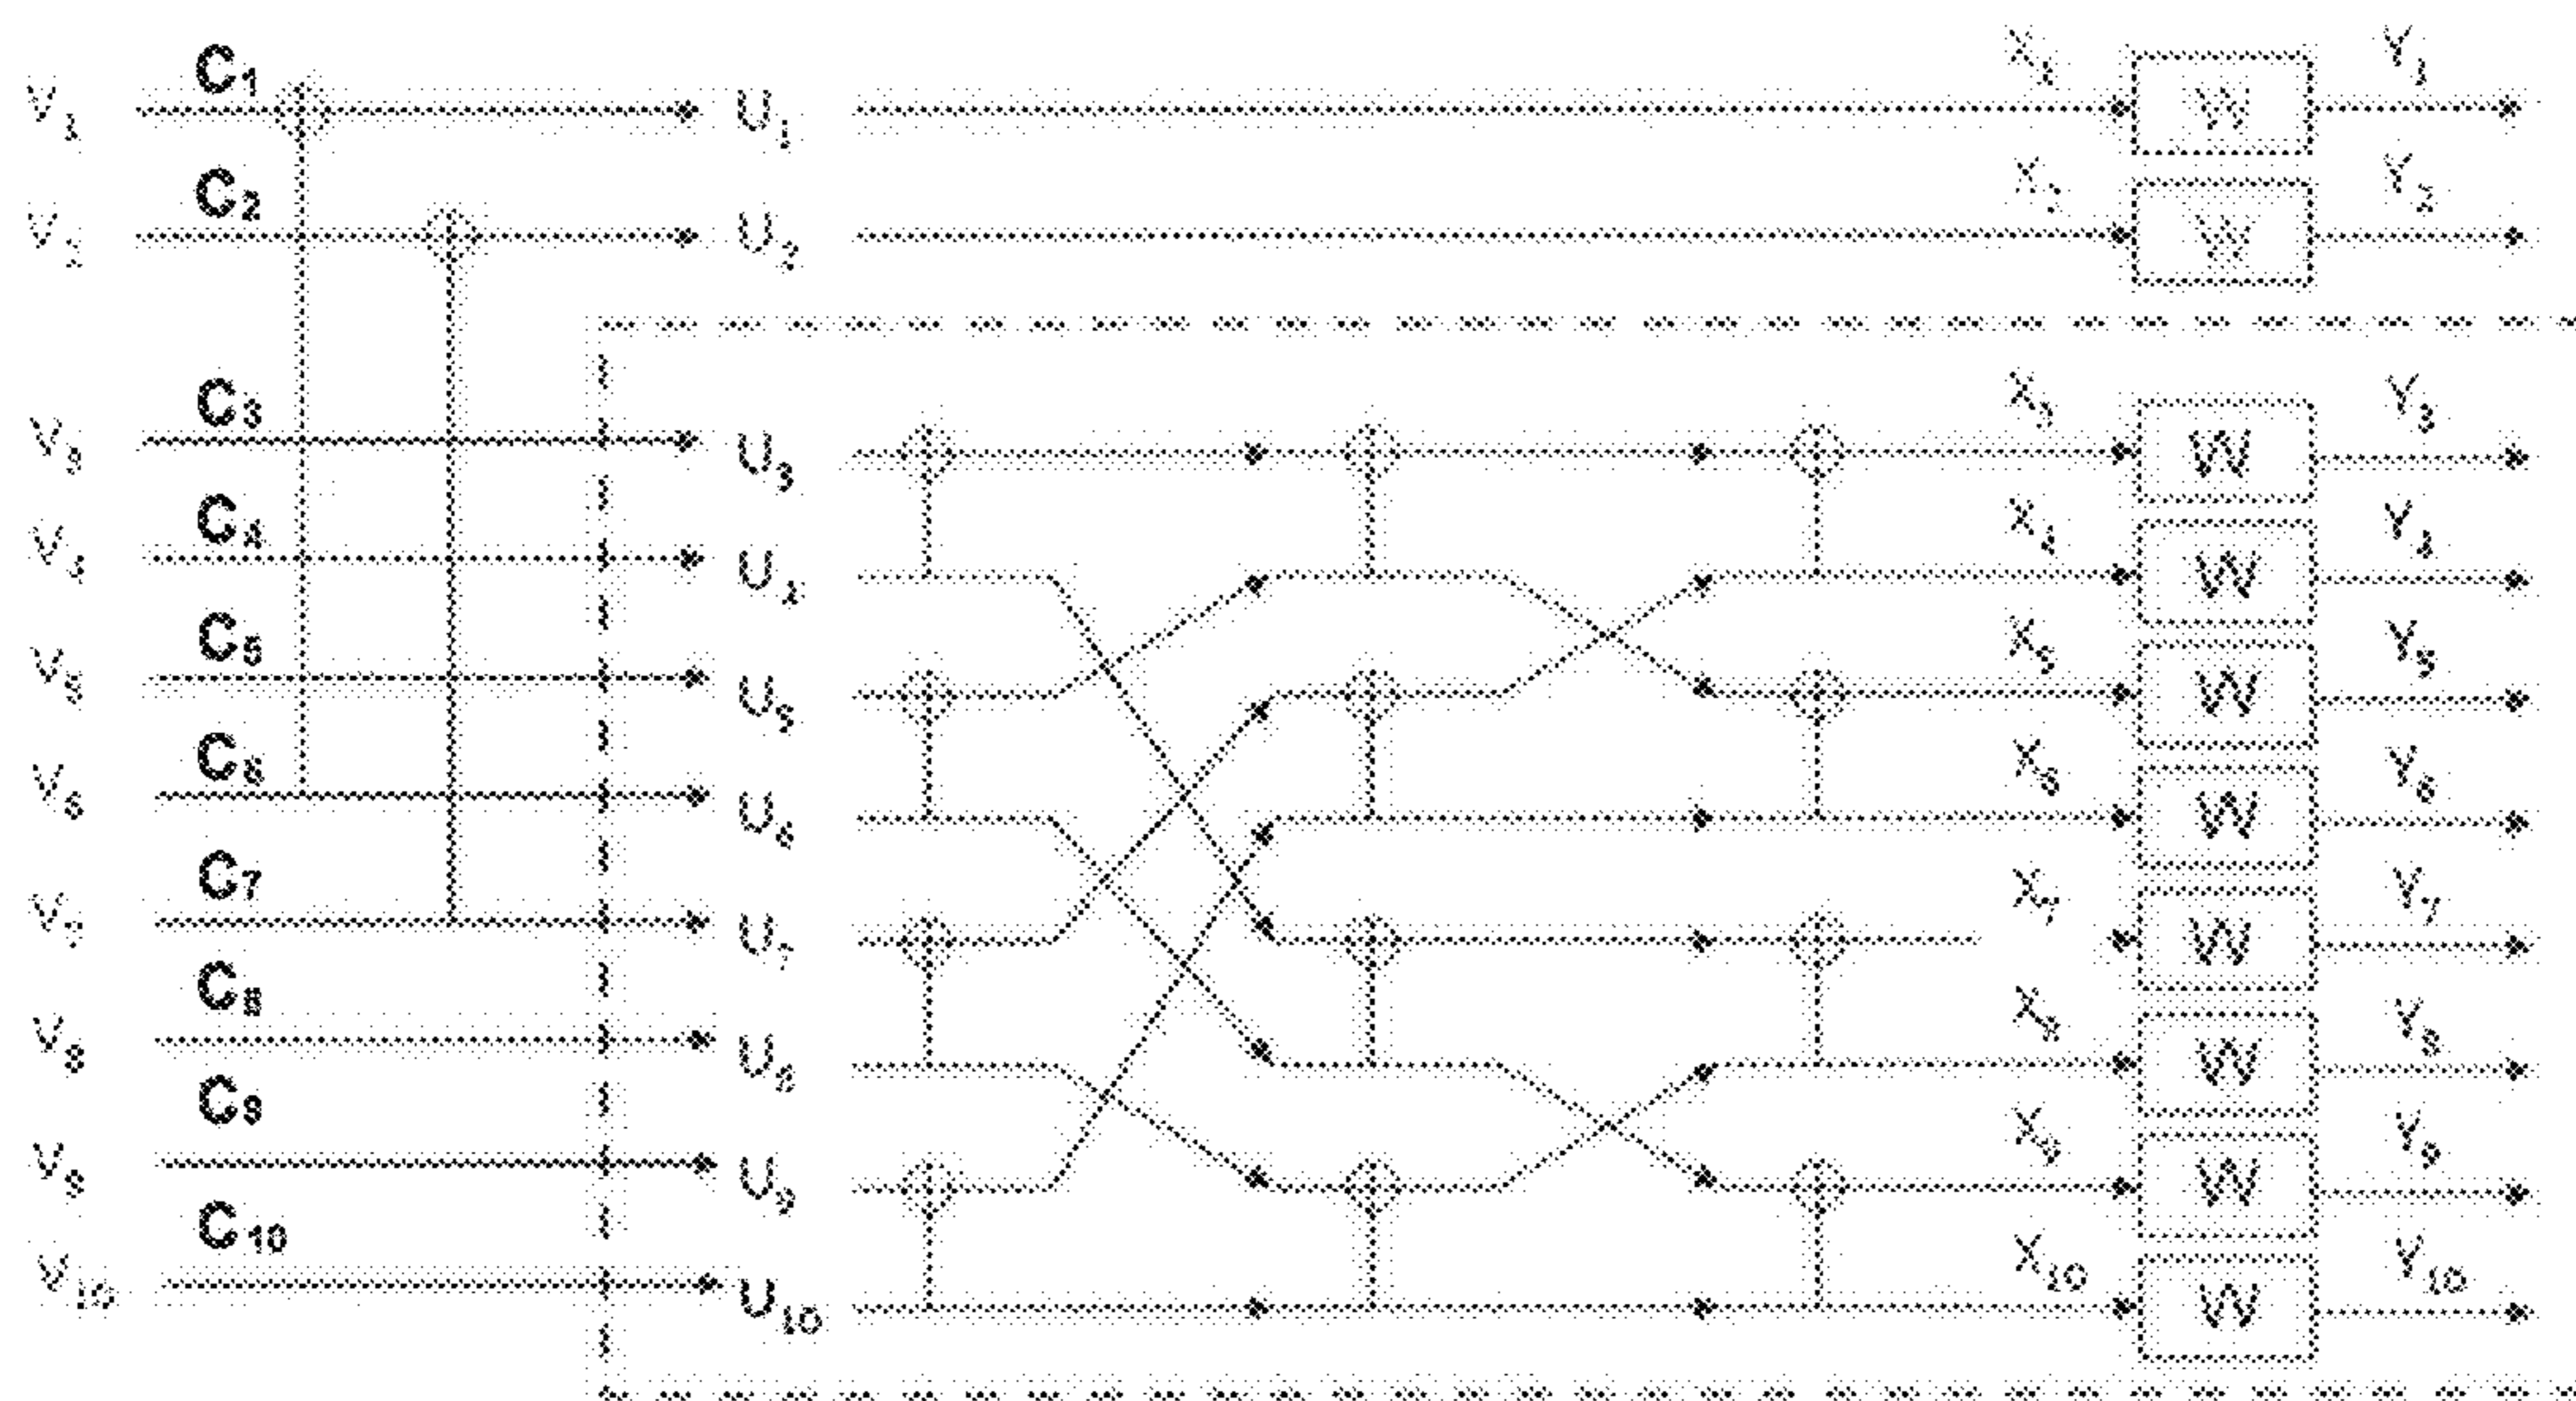 V1 C1 U1 X1 W Y1
V2 C2 U2 X2 W Y2
V3 C3 U3 X3 W Y3
V4 C4 U4 X4 W Y4
V5 C5 U5 X5 W Y5
V6 C6 U6 X6 W Y6
V7 C7 U7 X7 W Y7
V8 C8 U8 X8 W Y8
V9 C9 U9 X9 W Y9
V10 C10 U10 X10 W Y10